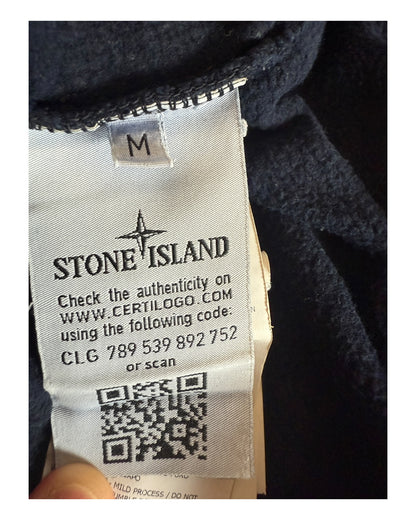 M
STONE ISLAND
Check the authenticity on
WWW.CERTILOGO.COM
using the following code:
CLG 789 539 892 752
or scan
MILD PROCESS / DO NOT